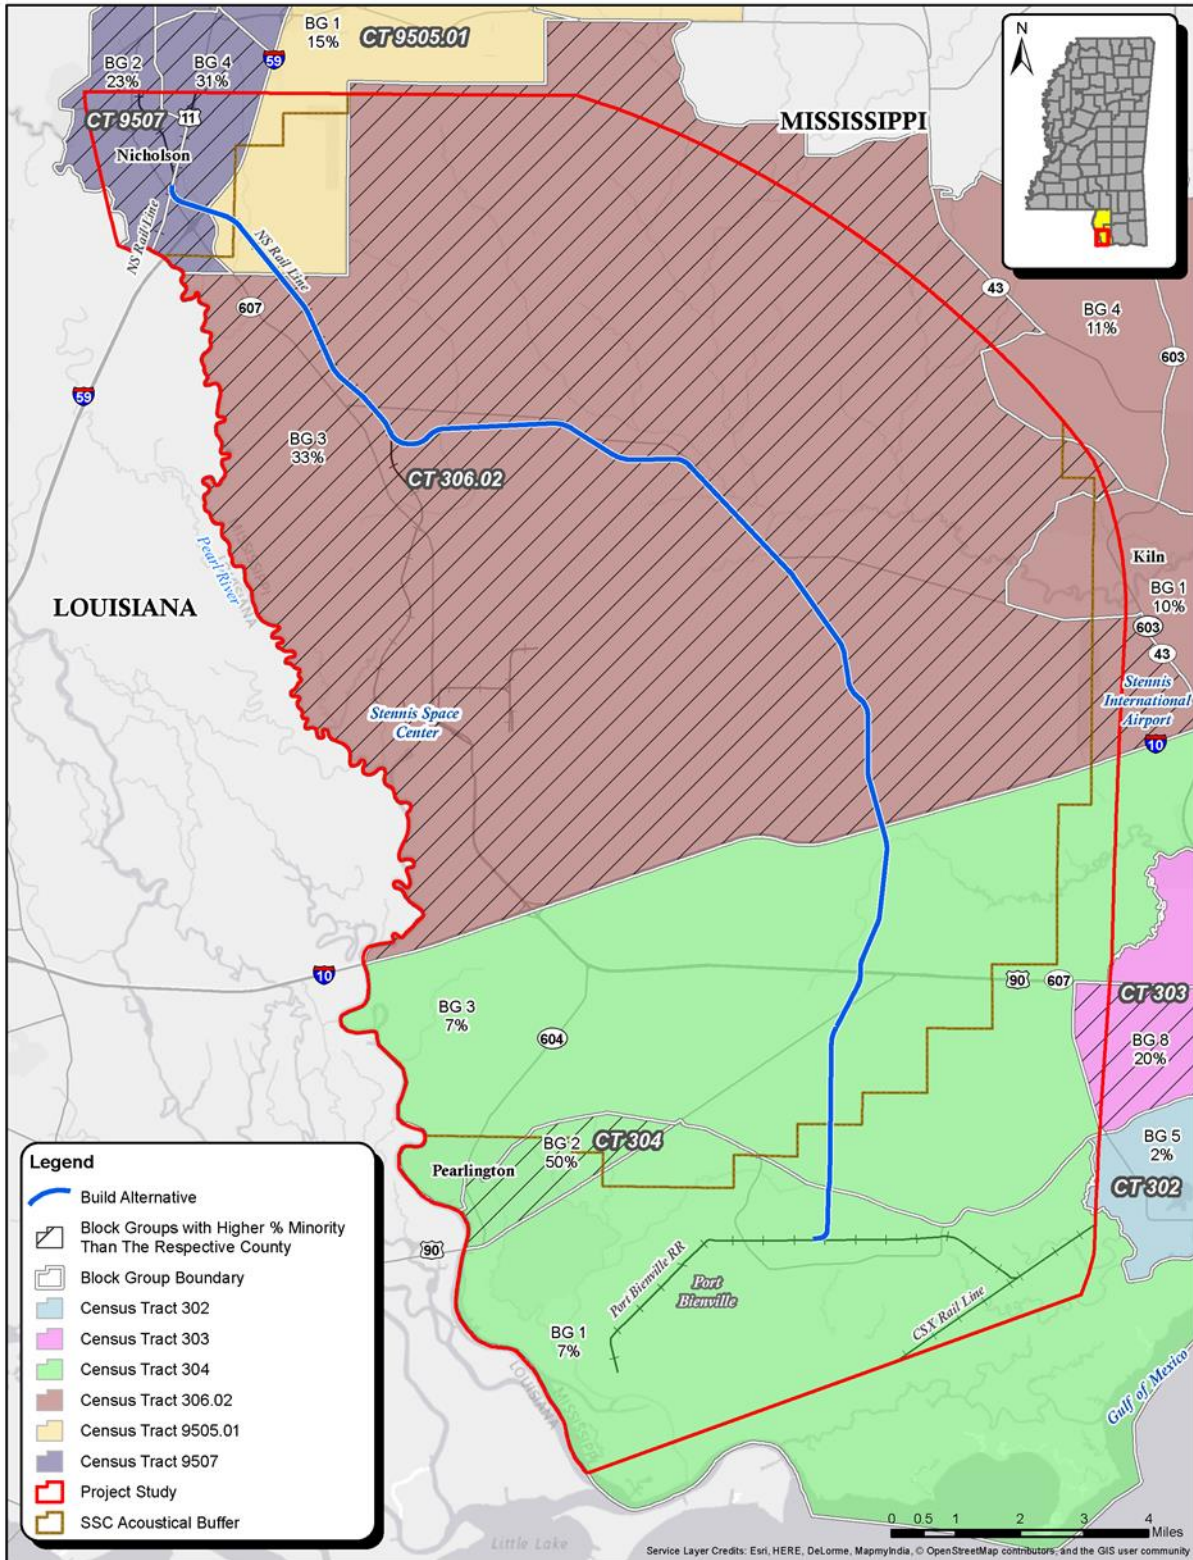 BG 1
15%
CT 9505.01
59
N
BG 2
23%
BG 4
31%
CT 9507
11
MISSISSIPPI
Nicholson
NS Rail Line
NS Rail Line
607
43
BG 4
11%
603
59
BG 3
33%
CT 306.02
MISSISSIPPI
LOUISIANA
Pearl River
Kiln
LOUISIANA
BG 1
10%
603
43
Stennis
International
Airport
Stennis Space
Center
10
10
90
607
CT 303
BG 3
7%
604
BG 8
20%
BG 2
50%
CT 304
BG 5
2%
Pearlington
CT 302
90
Port Bienville RR
Port
Bienville
CSX Rail Line
BG 1
7%
LOUISIANA
MISSISSIPPI
Gulf of Mexico
Legend
Build Alternative
Block Groups with Higher % Minority
Than The Respective County
Block Group Boundary
Census Tract 302
Census Tract 303
Census Tract 304
Census Tract 306.02
Census Tract 9505.01
Census Tract 9507
Project Study
SSC Acoustical Buffer
0 0.5 1 2 3 4
Miles
Little Lake
Service Layer Credits: Esri, HERE, DeLorme, MapmyIndia, © OpenStreetMap contributors, and the GIS user community